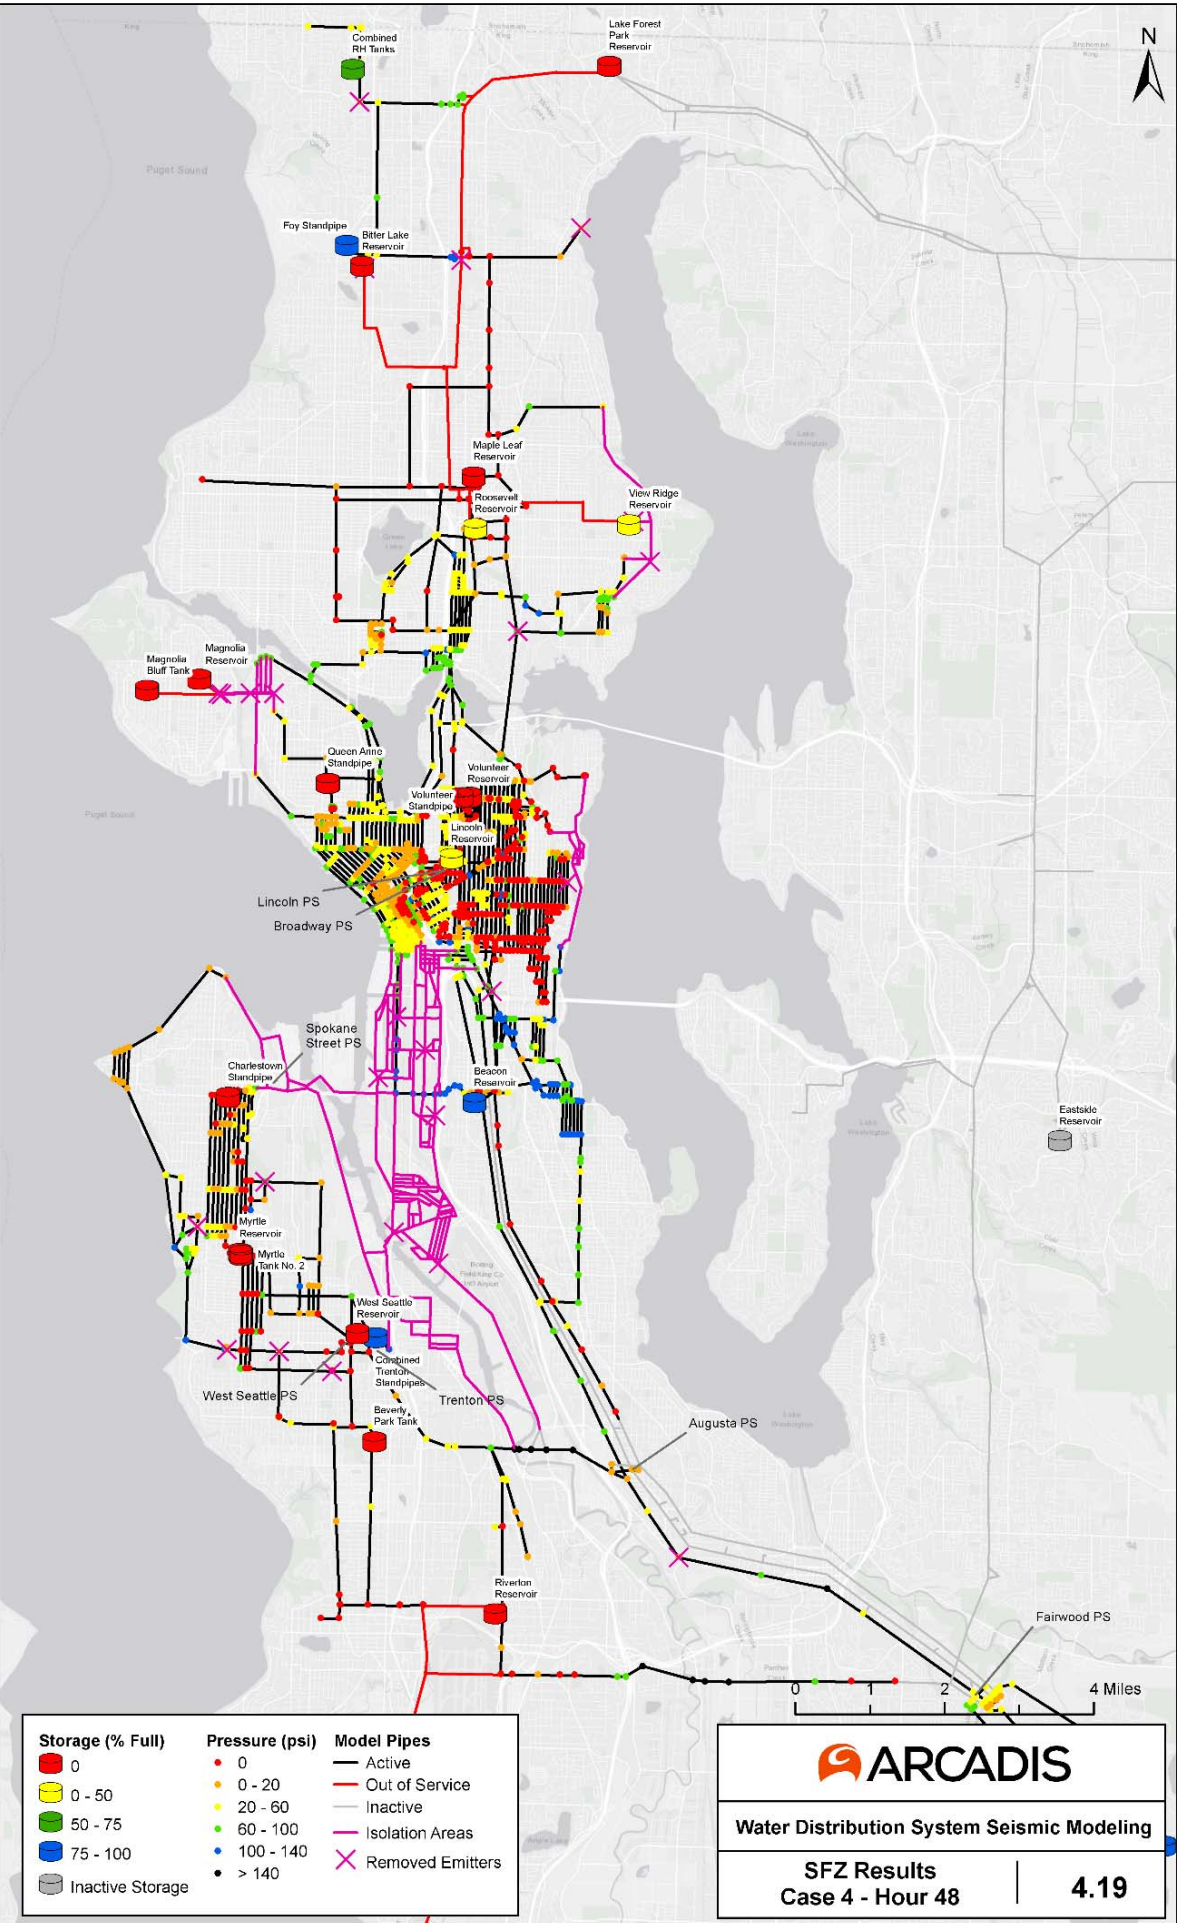 Combined
RH Tanks
Lake Forest
Park
Reservoir
N
Puget Sound
Foy Standpipe
Bitter Lake
Reservoir
Maple Leaf
Reservoir
Roosevelt
Reservoir
View Ridge
Reservoir
Magnolia
Bluff Tank
Magnolia
Reservoir
Queen Anne
Standpipe
Volunteer
Reservoir
Volunteer
Standpipe
Lincoln
Reservoir
Lincoln PS
Broadway PS
Puget Sound
Spokane
Street PS
Charlestown
Standpipe
Beacon
Reservoir
Eastside
Reservoir
Myrtle
Reservoir
Myrtle
Tank No. 2
West Seattle
Reservoir
Combined
Trenton
Standpipes
West Seattle PS
Trenton PS
Beverly
Park Tank
Augusta PS
Riverton
Reservoir
Fairwood PS
0 1 2 4 Miles
Storage (% Full)
0
0 - 50
50 - 75
75 - 100
Inactive Storage
Pressure (psi)
0
0 - 20
20 - 60
60 - 100
100 - 140
> 140
Model Pipes
Active
Out of Service
Inactive
Isolation Areas
Removed Emitters
ARCADIS
Water Distribution System Seismic Modeling
SFZ Results
Case 4 - Hour 48
4.19